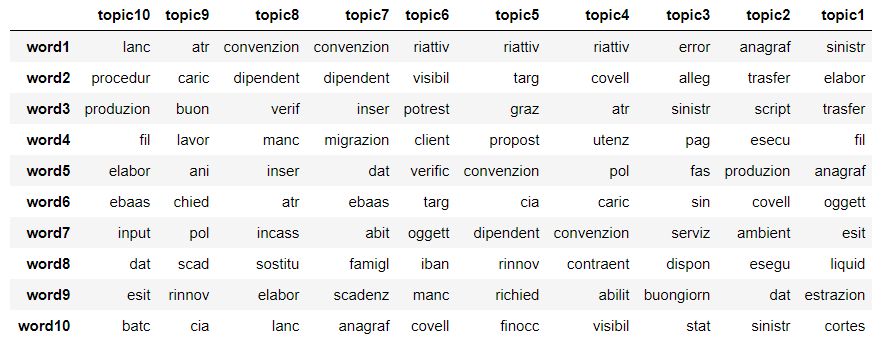 topic10 topic9 topic8 topic7 topic6 topic5 topic4 topic3 topic2 topic1
word1 lanc atr convenzion convenzion riattiv riattiv riattiv error anagraf sinistr
word2 procedur caric dipendent dipendent visibil targ covell alleg trasfer elabor
word3 produzion buon verif inser potrest graz atr sinistr script trasfer
word4 fil lavor manc migrazion client propost utenz pag esecu fil
word5 elabor ani inser dat verific convenzion pol fas produzion anagraf
word6 ebaas chied atr ebaas targ cia caric sin covell oggett
word7 input pol incass abit oggett dipendent convenzion serviz ambient esit
word8 dat scad sostitu famigl iban rinnov contraent dispon esegu liquid
word9 esit rinnov elabor scadenz manc richied abilit buongiorn dat estrazion
word10 batc cia lanc anagraf covell finocc visibil stat sinistr cortes